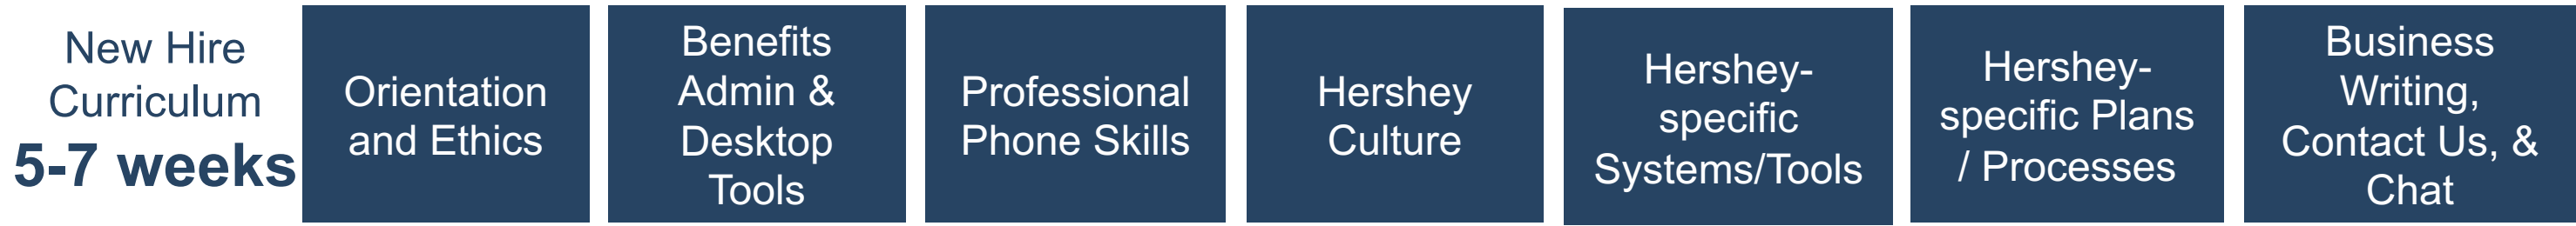 New Hire
Curriculum
5-7 weeks
Orientation
and Ethics
Benefits
Admin &
Desktop
Tools
Professional
Phone Skills
Hershey
Culture
Hershey-
specific
Systems/Tools
Hershey-
specific Plans
/ Processes
Business
Writing,
Contact Us, &
Chat